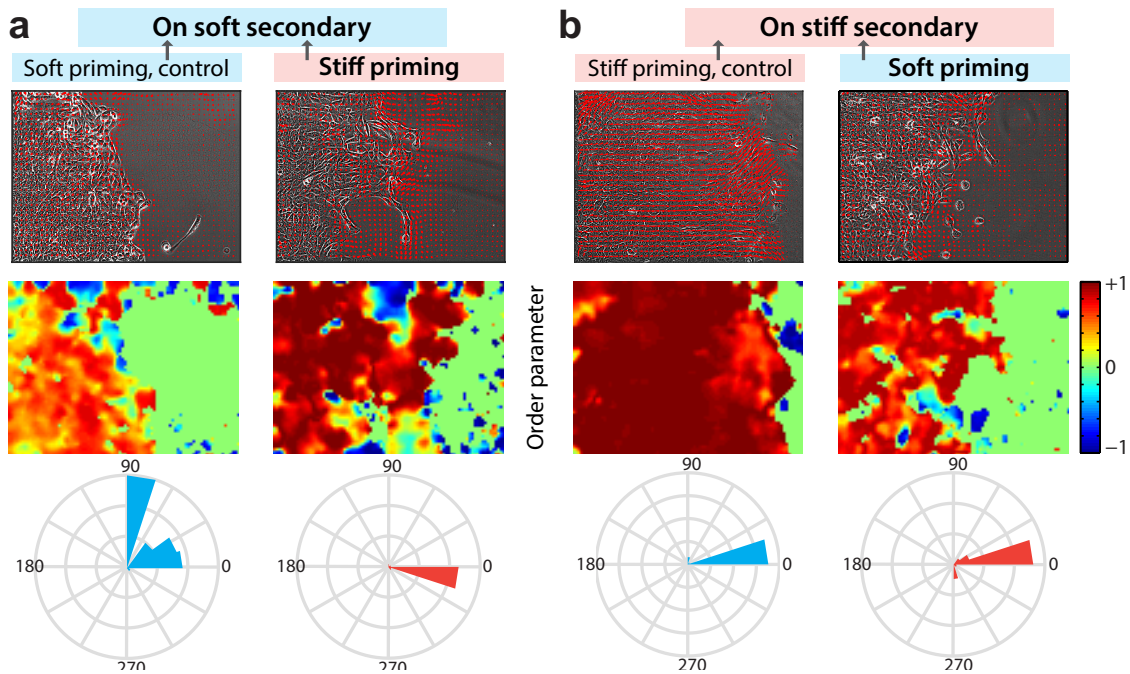 a
On soft secondary
Soft priming, control
Stiff priming
b
On stiff secondary
Stiff priming, control
Soft priming
Order parameter
+1
0
−1
90
180
0
270
90
180
0
270
90
180
0
270
90
180
0
270